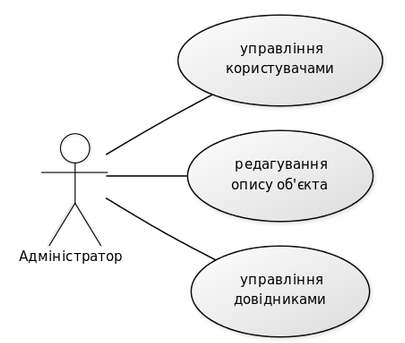 управління
користувачами
редагування
опису об'єкта
Адміністратор
управління
довідниками